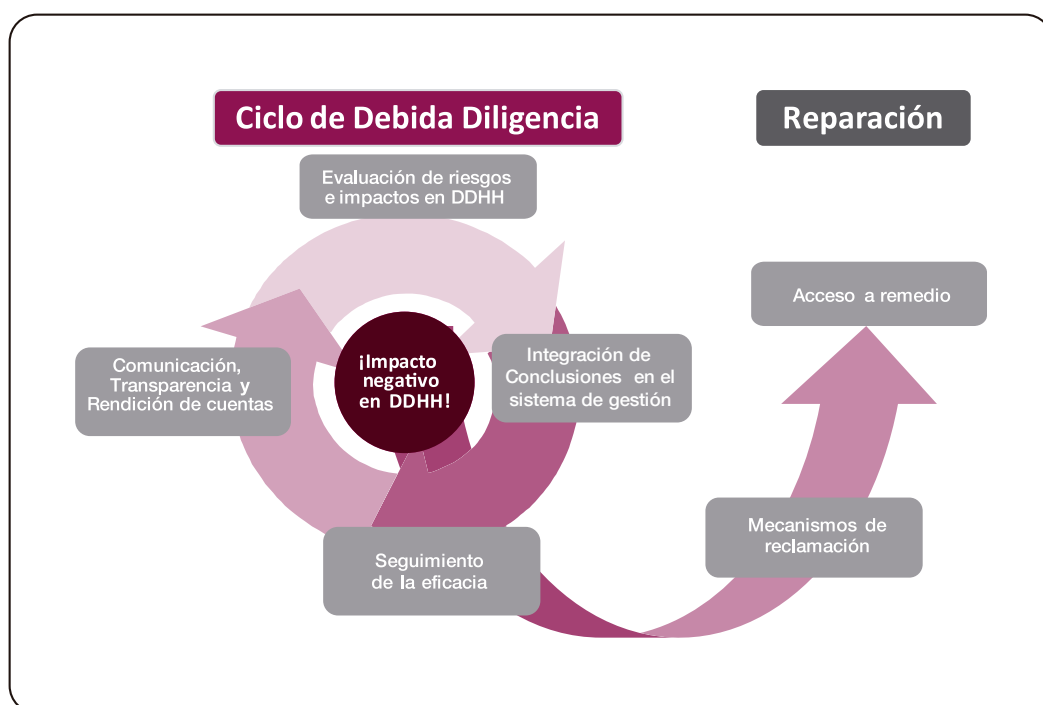 Ciclo de Debida Diligencia
Reparación
Evaluación de riesgos
e impactos en DDHH
Acceso a remedio
Comunicación,
Transparencia y
Rendición de cuentas
¡Impacto
negativo
en DDHH!
Integración de
Conclusiones en el
sistema de gestión
Mecanismos de
reclamación
Seguimiento
de la eficacia